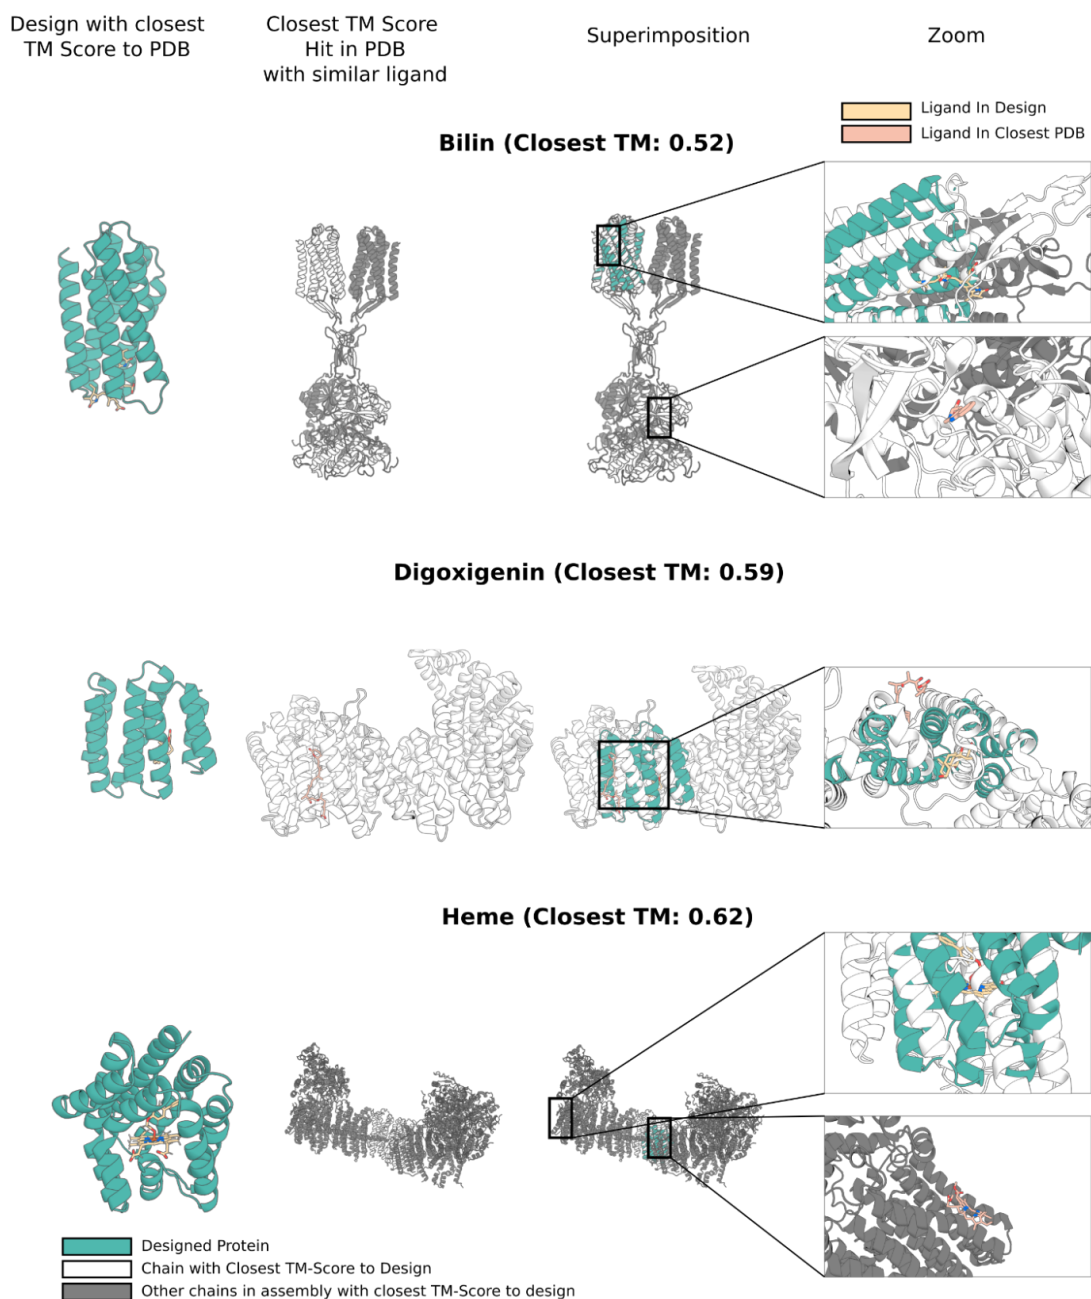 Design with closest
TM Score to PDB
Closest TM Score
Hit in PDB
with similar ligand
Superimposition
Zoom
Ligand In Design
Ligand In Closest PDB
Bilin (Closest TM: 0.52)
Digoxigenin (Closest TM: 0.59)
Heme (Closest TM: 0.62)
Designed Protein
Chain with Closest TM-Score to Design
Other chains in assembly with closest TM-Score to design